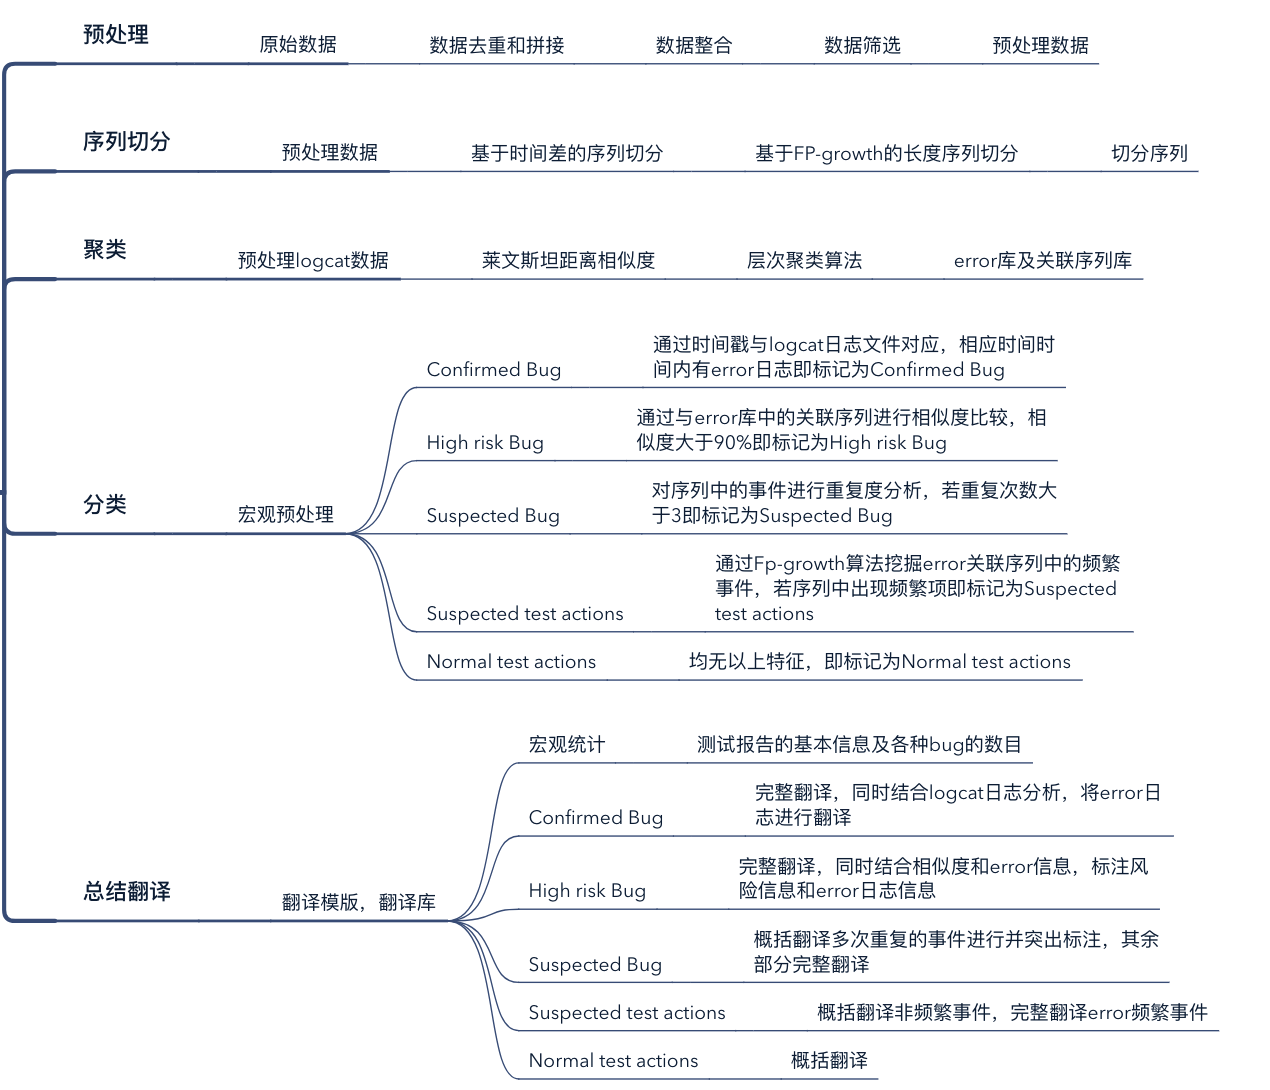 预处理
原始数据
数据去重和拼接
数据整合
数据筛选
预处理数据
序列切分
预处理数据
基于时间差的序列切分
基于FP-growth的长度序列切分
切分序列
聚类
预处理logcat数据
莱文斯坦距离相似度
层次聚类算法
error库及关联序列库
分类
宏观预处理
Confirmed Bug
通过时间戳与logcat日志文件对应，相应时间时
间内有error日志即标记为Confirmed Bug
High risk Bug
通过与error库中的关联序列进行相似度比较，相
似度大于90%即标记为High risk Bug
Suspected Bug
对序列中的事件进行重复度分析，若重复次数大
于3即标记为Suspected Bug
Suspected test actions
通过Fp-growth算法挖掘error关联序列中的频繁
事件，若序列中出现频繁项即标记为Suspected
test actions
Normal test actions
均无以上特征，即标记为Normal test actions
总结翻译
翻译模版，翻译库
宏观统计
测试报告的基本信息及各种bug的数目
Confirmed Bug
完整翻译，同时结合logcat日志分析，将error日
志进行翻译
High risk Bug
完整翻译，同时结合相似度和error信息，标注风
险信息和error日志信息
Suspected Bug
概括翻译多次重复的事件进行并突出标注，其余
部分完整翻译
Suspected test actions
概括翻译非频繁事件，完整翻译error频繁事件
Normal test actions
概括翻译